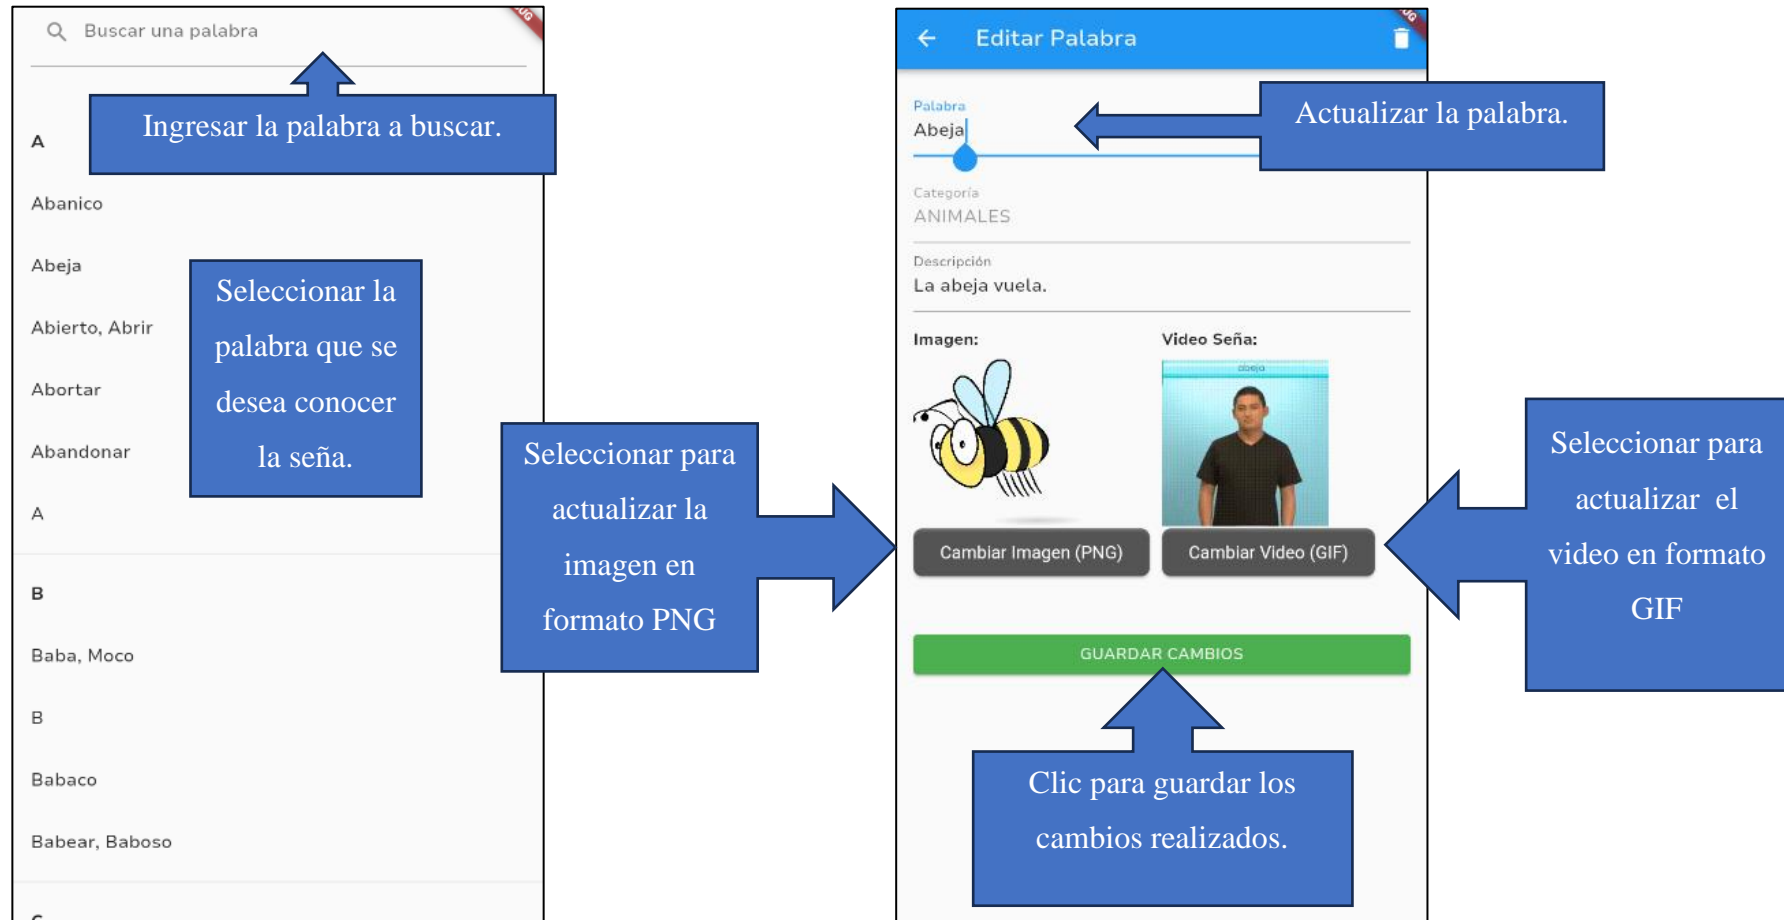 Buscar una palabra
Ingresar la palabra a buscar.
A
Abanico
Abeja
Abierto, Abrir
Abortar
Abandonar
A
B
Baba, Moco
B
Babaco
Babear, Baboso
Seleccionar la
palabra que se
desea conocer
la seña.
Editar Palabra
Palabra
Abeja
Actualizar la palabra.
Categoría
ANIMALES
Descripción
La abeja vuela.
Imagen:
Video Seña:
abeja
Seleccionar para
actualizar la
imagen en
formato PNG
Cambiar Imagen (PNG)
Cambiar Video (GIF)
Seleccionar para
actualizar el
video en formato
GIF
GUARDAR CAMBIOS
Clic para guardar los
cambios realizados.